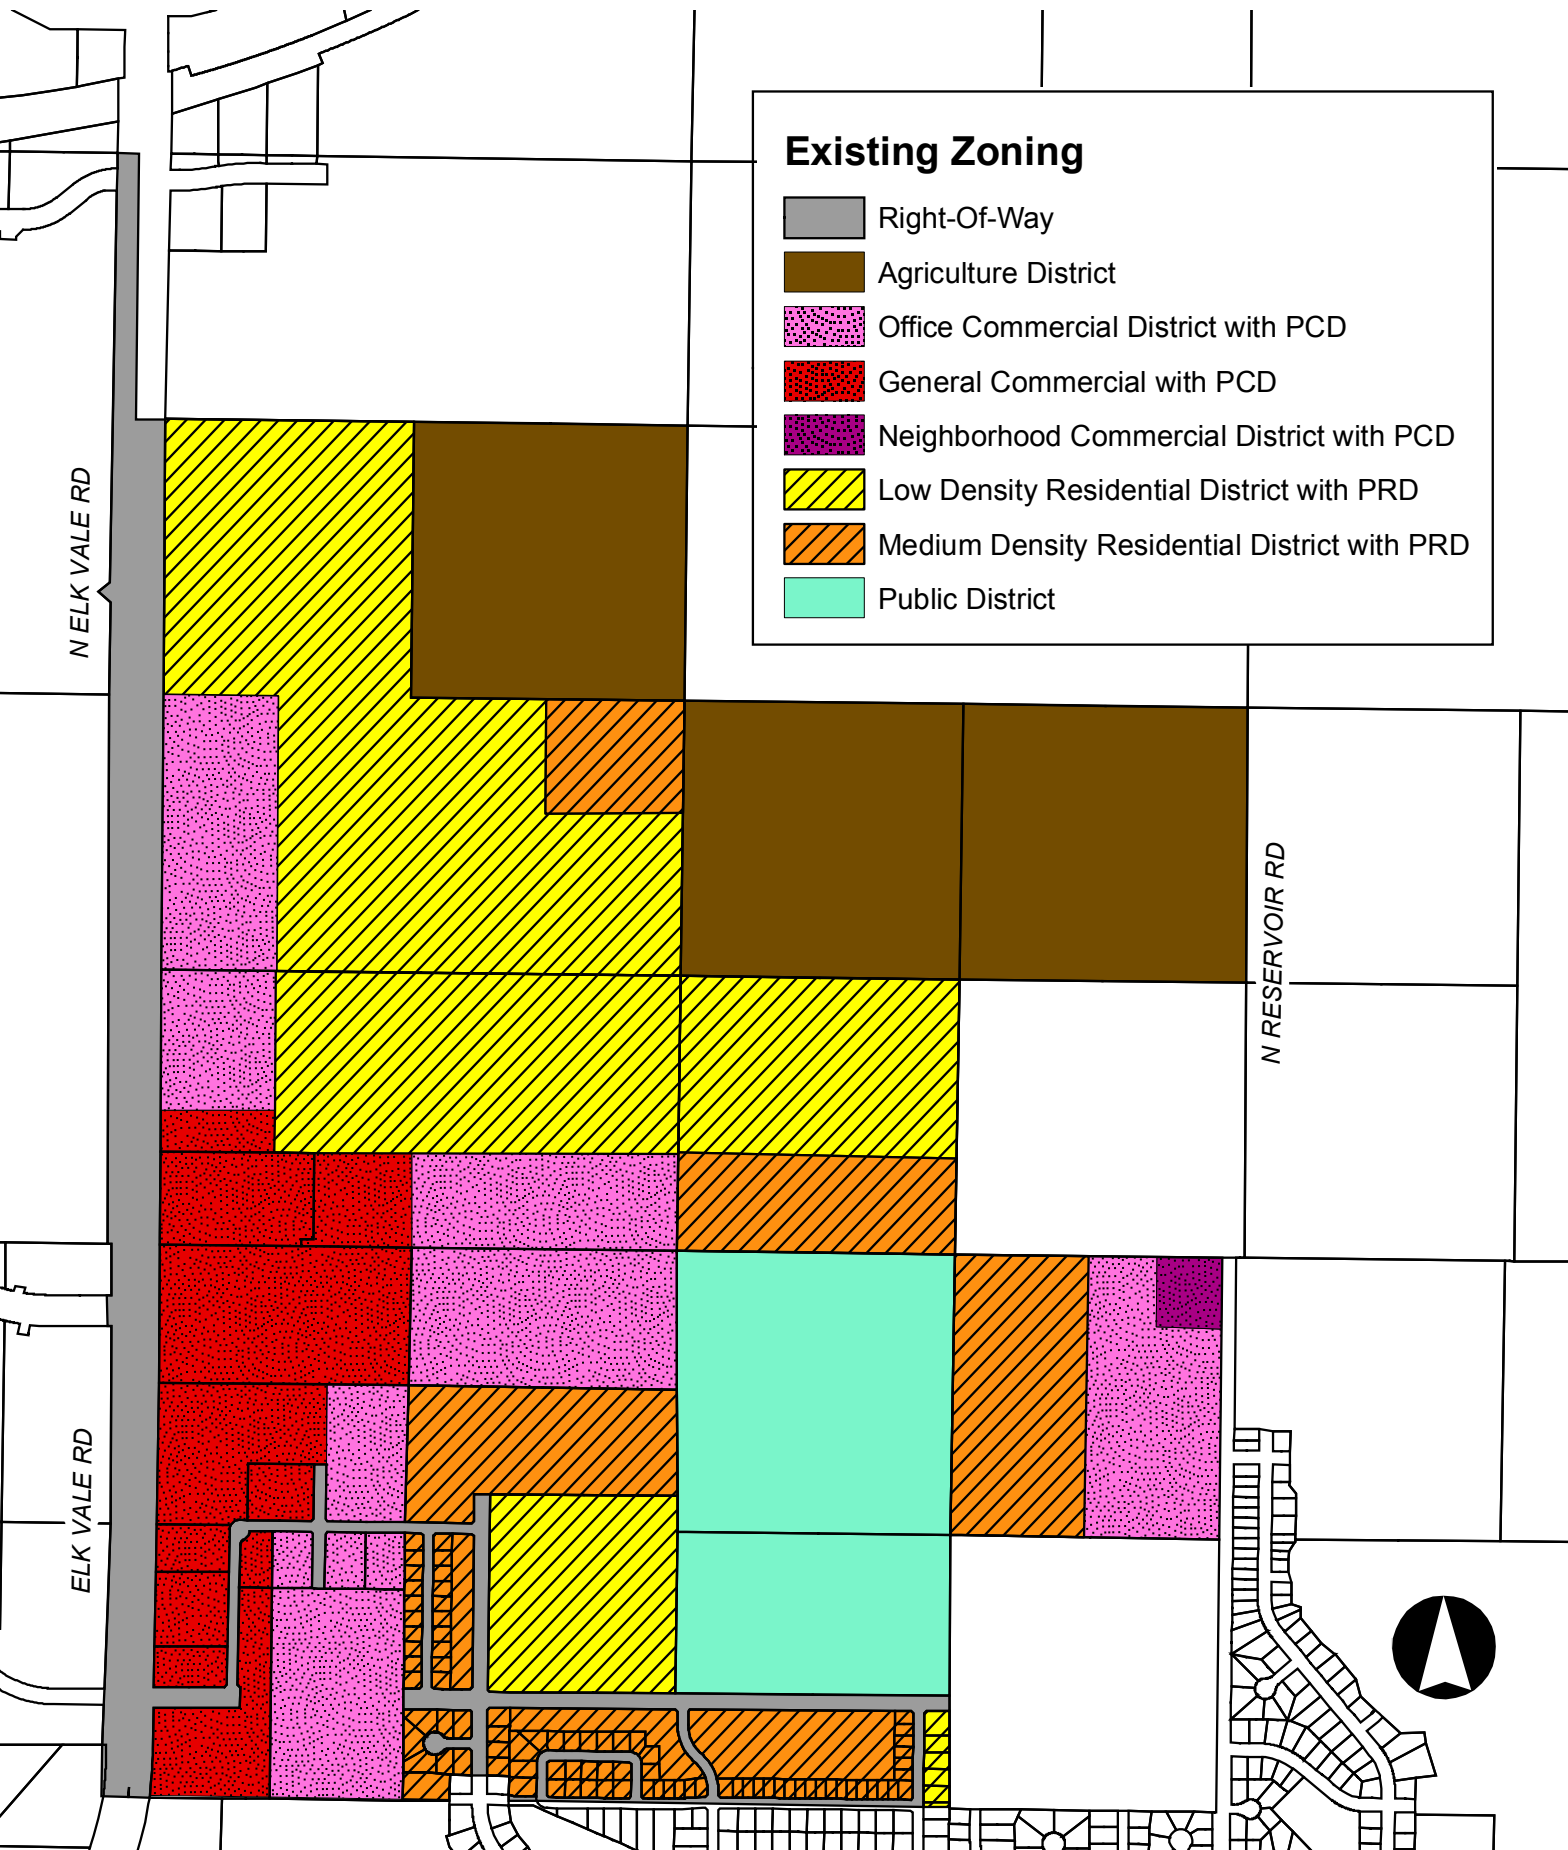 Existing Zoning
Right-Of-Way
Agriculture District
Office Commercial District with PCD
General Commercial with PCD
Neighborhood Commercial District with PCD
Low Density Residential District with PRD
Medium Density Residential District with PRD
Public District
N ELK VALE RD
N RESERVOIR RD
ELK VALE RD